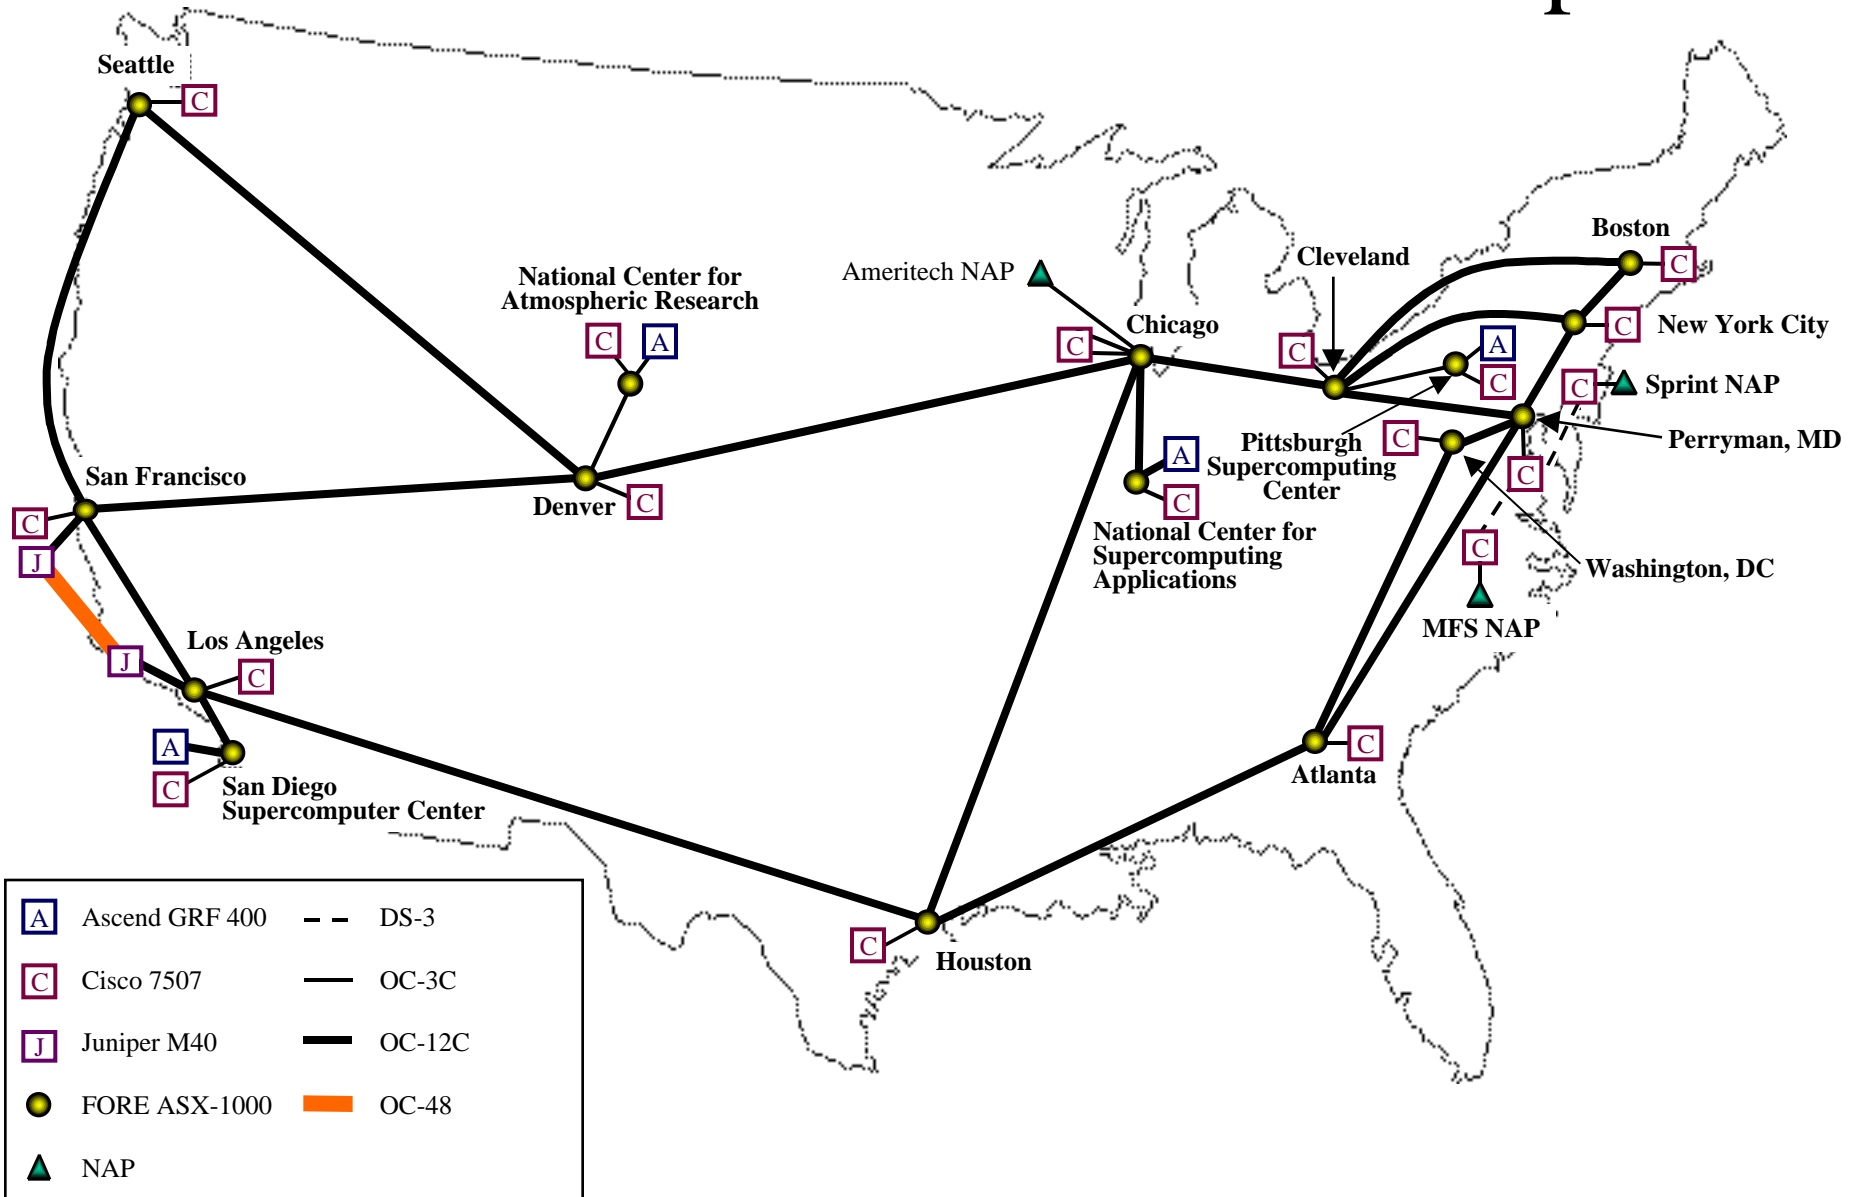 Seattle
C
National Center for
Atmospheric Research
C
A
Ameritech NAP
Chicago
C
Cleveland
C
Boston
C
New York City
C
A
C
C
Sprint NAP
Perryman, MD
C
C
Pittsburgh
Supercomputing
Center
A
C
National Center for
Supercomputing
Applications
Washington, DC
C
MFS NAP
San Francisco
C
J
Denver
C
Los Angeles
J
C
A
C
San Diego
Supercomputer Center
Atlanta
C
C
Houston
A Ascend GRF 400 DS-3
C Cisco 7507 OC-3C
J Juniper M40 OC-12C
FORE ASX-1000 OC-48
NAP